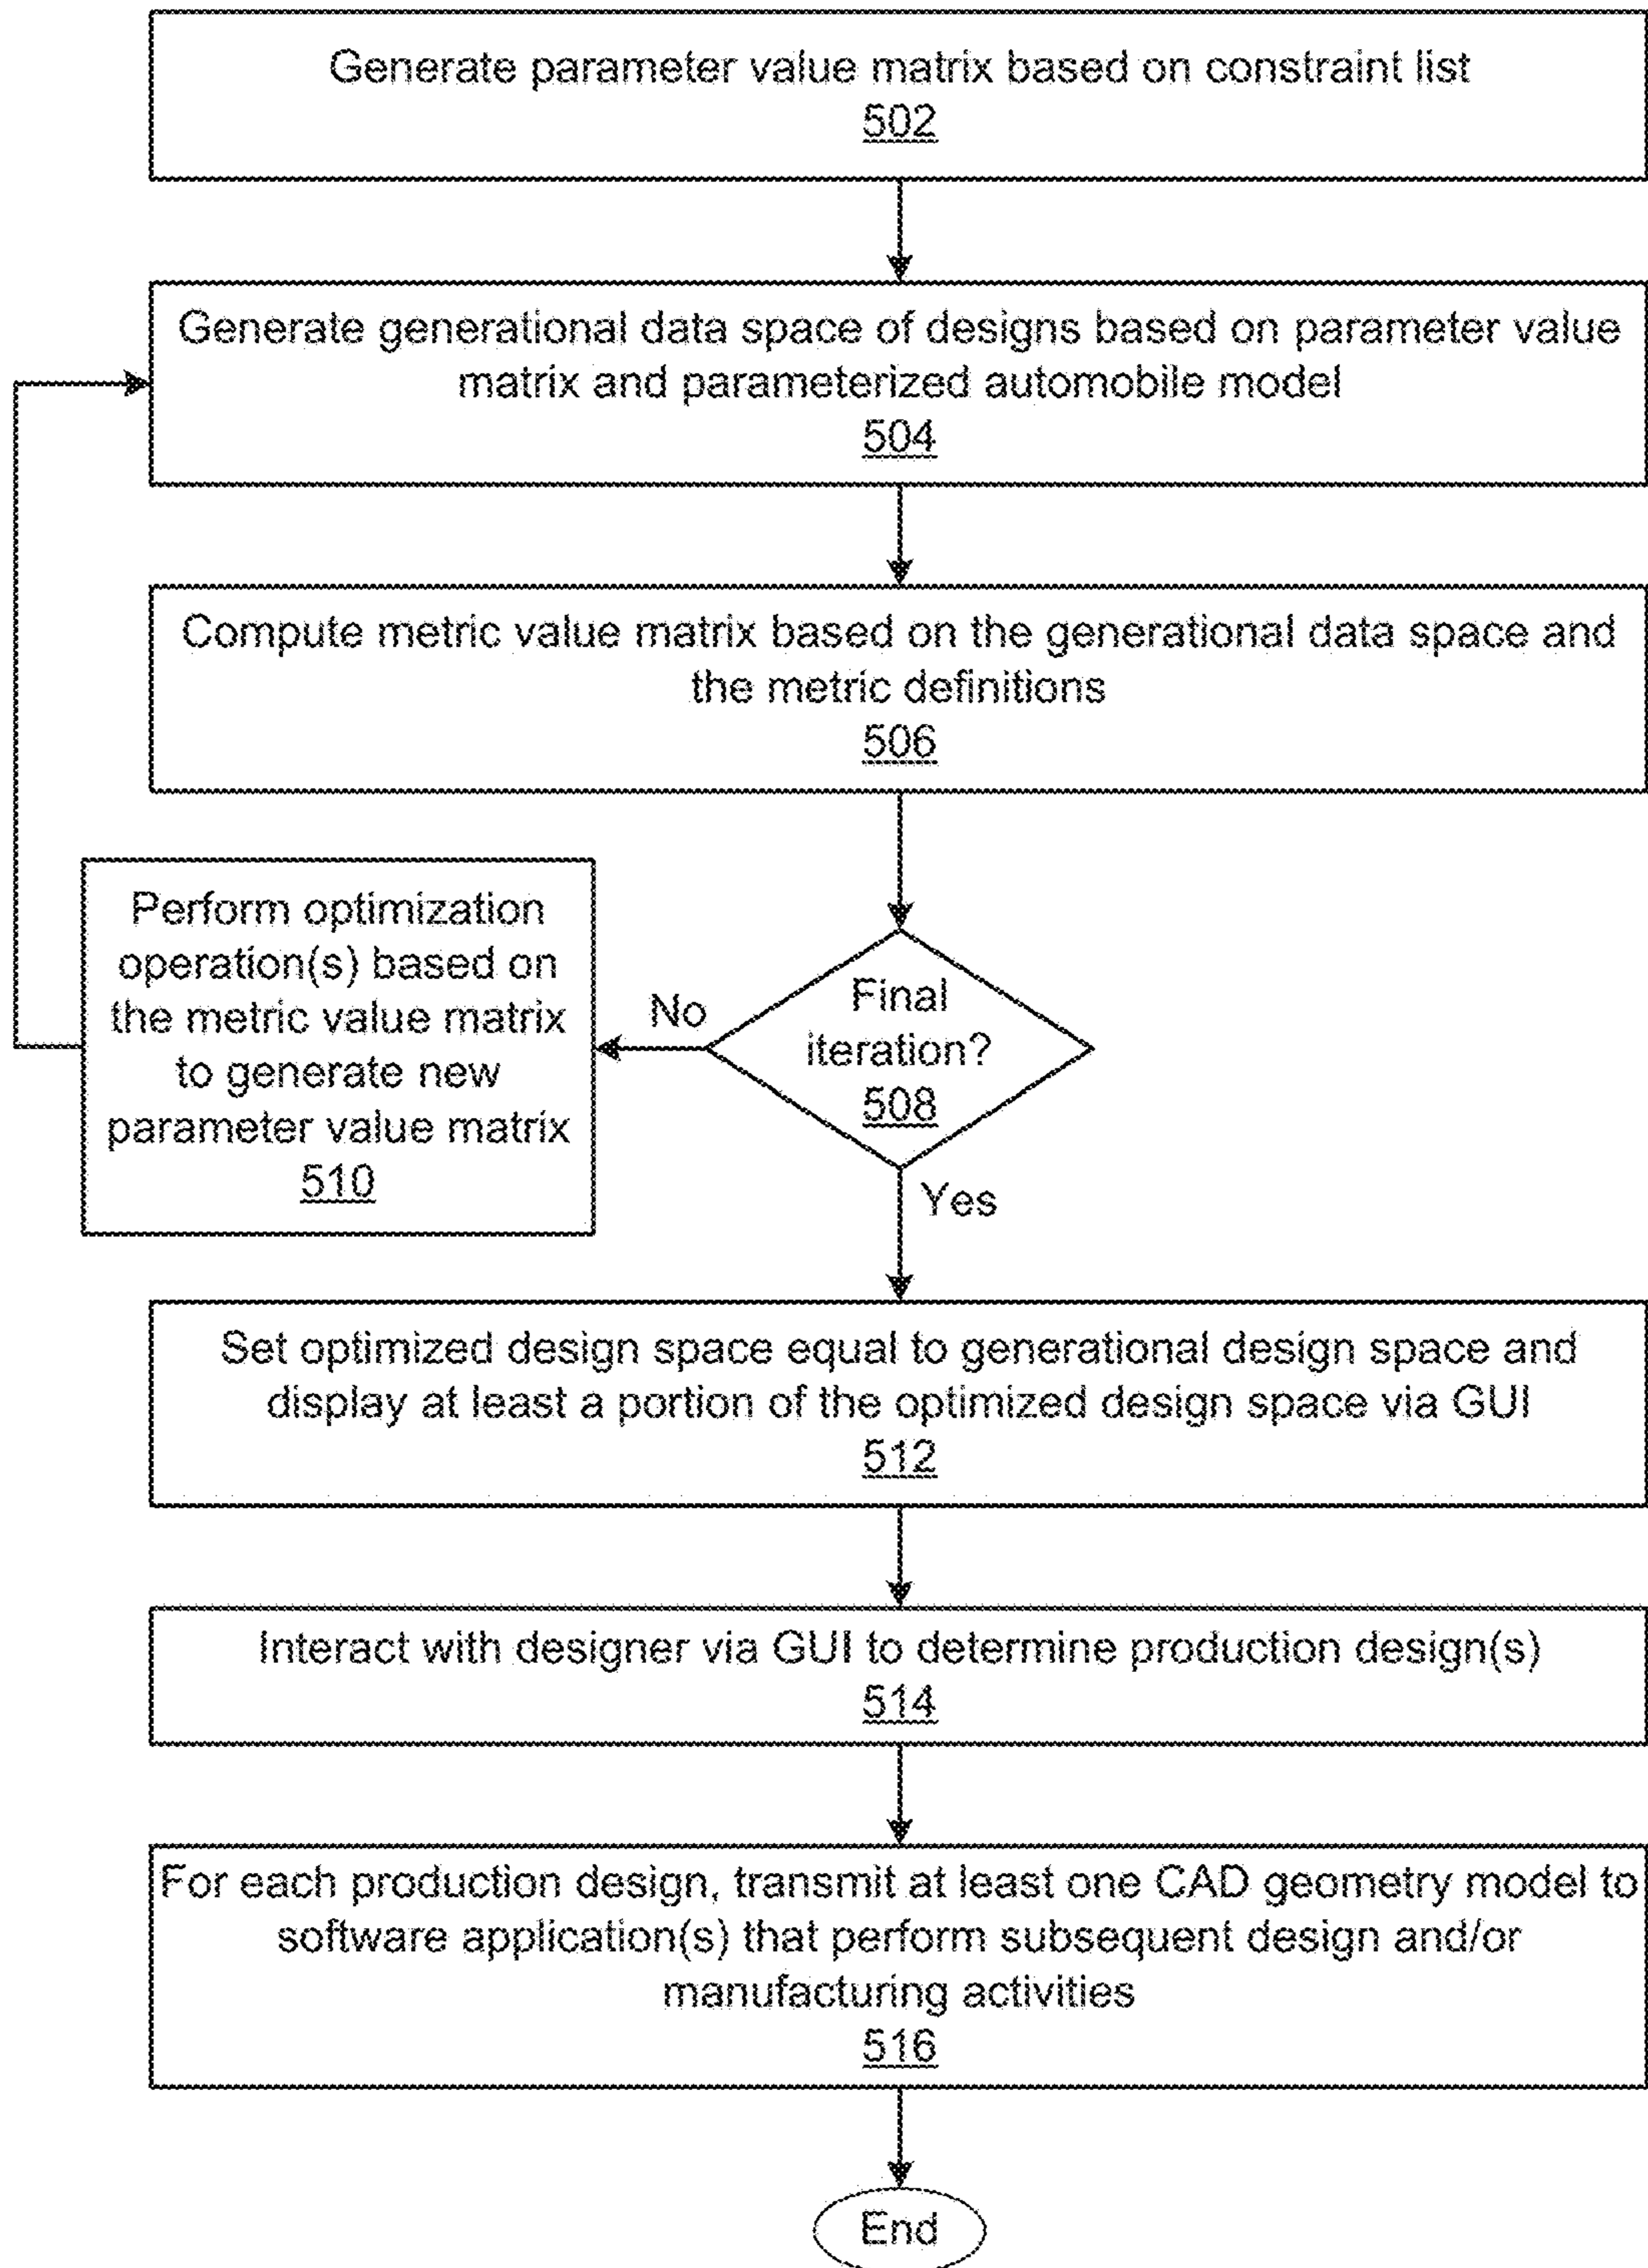 Generate parameter value matrix based on constraint list
502
Generate generational data space of designs based on parameter value
matrix and parameterized automobile model
504
Compute metric value matrix based on the generational data space and
the metric definitions
506
Perform optimization
operation(s) based on
the metric value matrix
to generate new
parameter value matrix
510
No
Final
iteration?
508
Yes
Set optimized design space equal to generational design space and
display at least a portion of the optimized design space via GUI
512
Interact with designer via GUI to determine production design(s)
514
For each production design, transmit at least one CAD geometry model to
software application(s) that perform subsequent design and/or
manufacturing activities
516
End